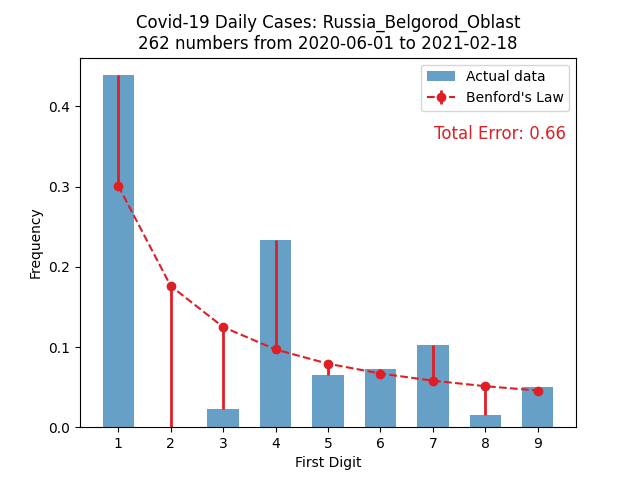 Covid-19 Daily Cases: Russia_Belgorod_Oblast
262 numbers from 2020-06-01 to 2021-02-18
Actual data
Benford's Law
Total Error: 0.66
Frequency
0.4
0.3
0.2
0.1
0.0
1 2 3 4 5 6 7 8 9
First Digit